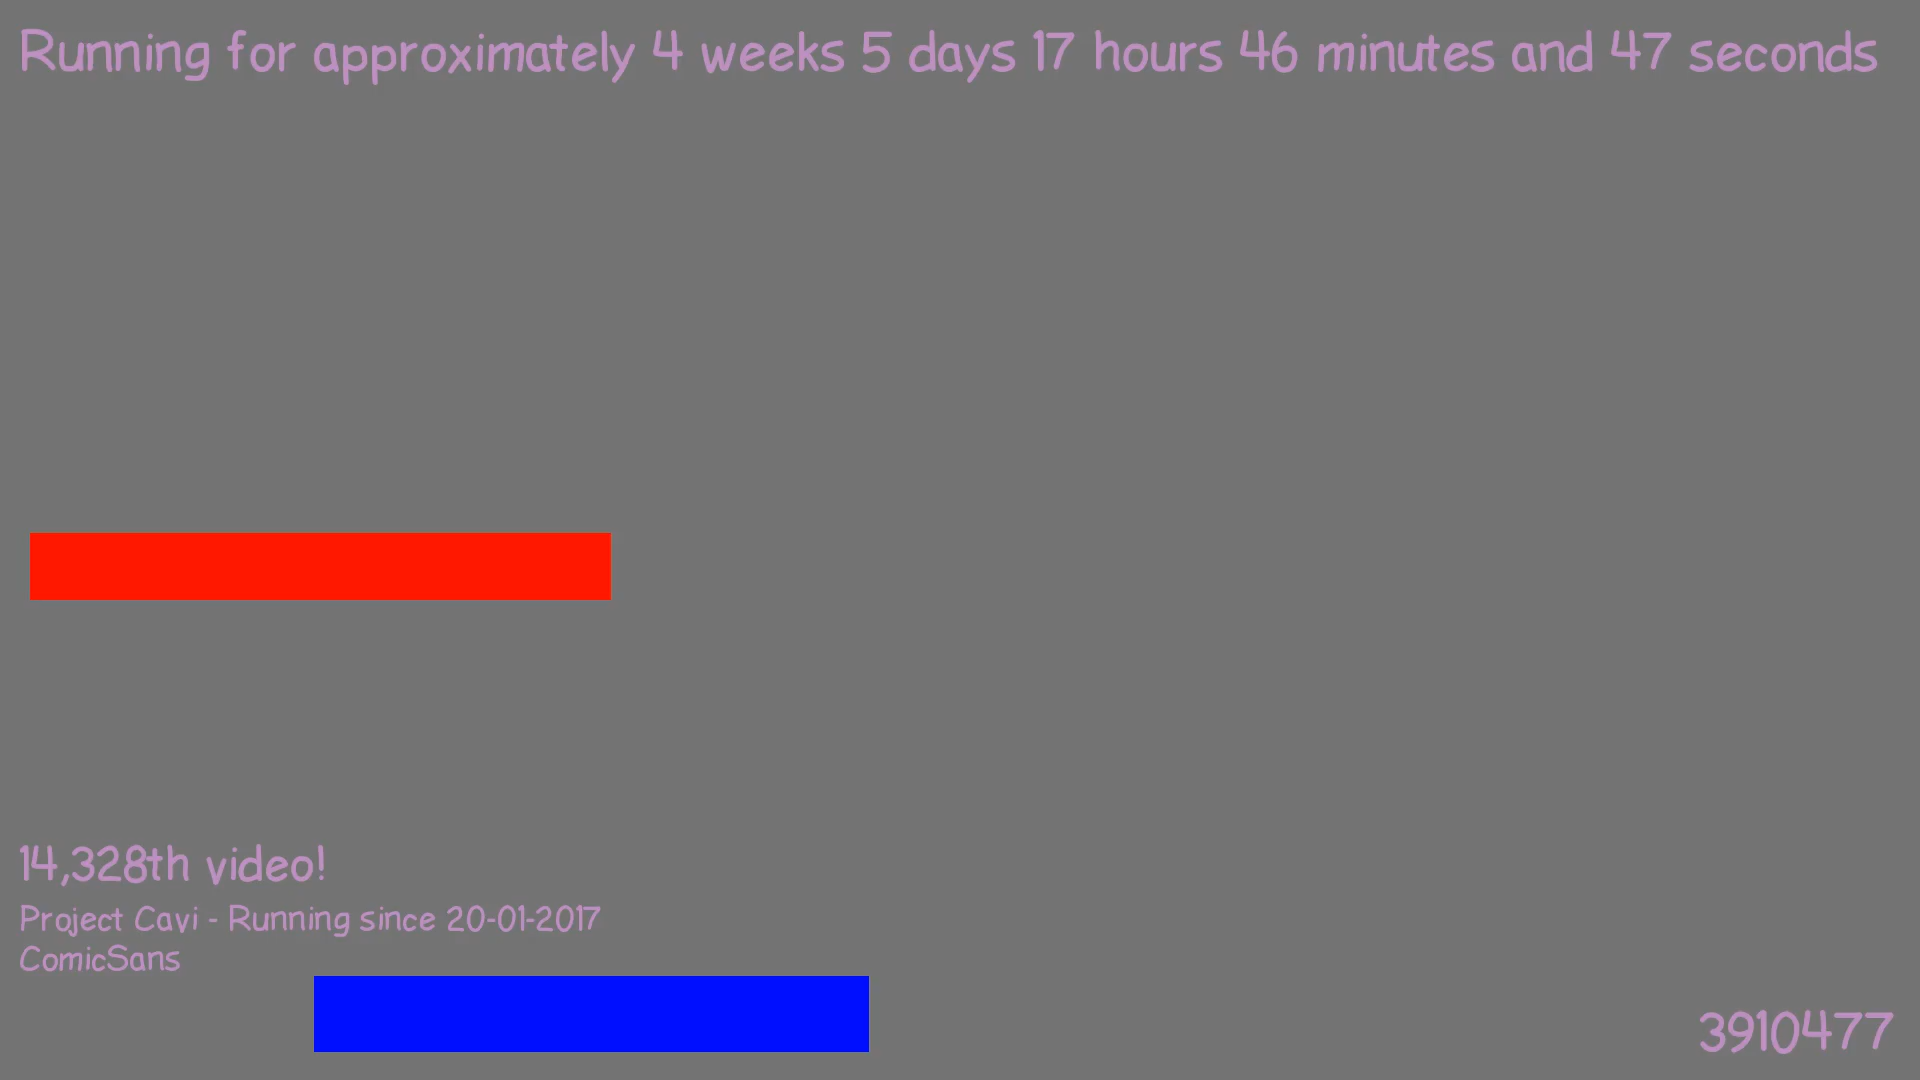 Running for approximately 4 weeks 5 days 17 hours 46 minutes and 47 seconds
14,328th video!
Project Cavi - Running since 20-01-2017
ComicSans
3910477